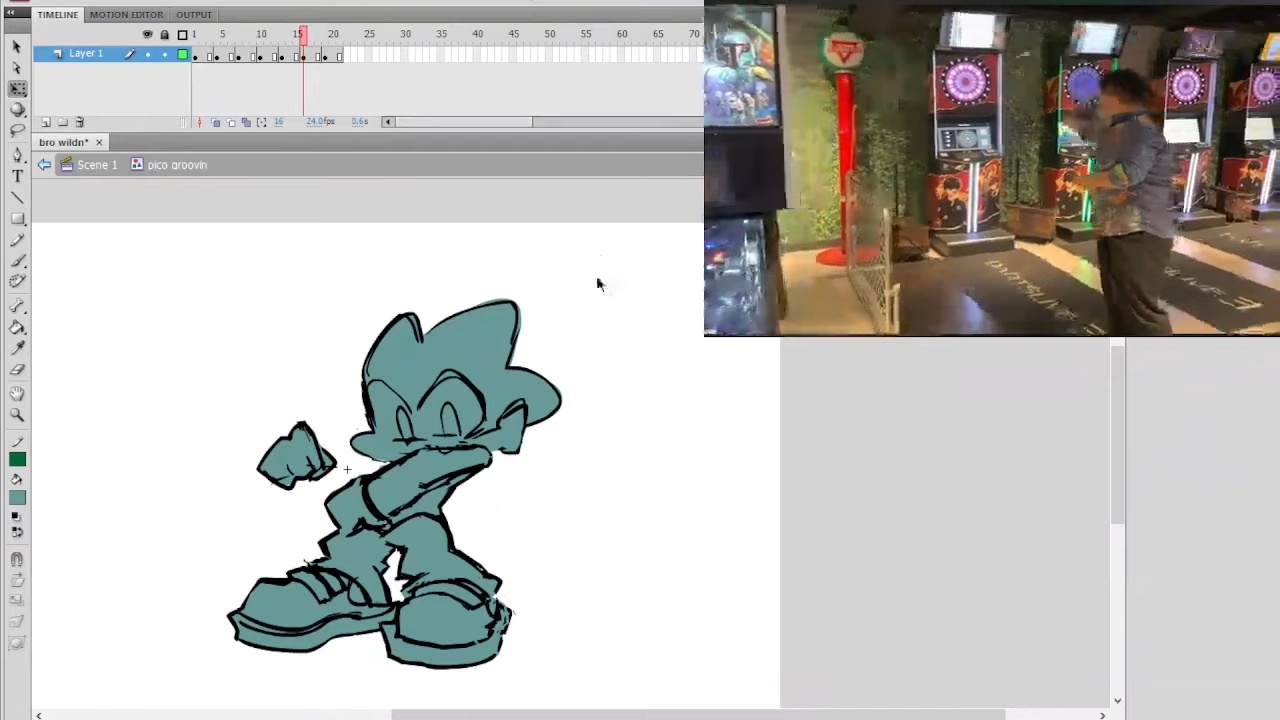 TIMELINE MOTION EDITOR OUTPUT
1 5 10 15 20 25 30 35 40 45 50 55 60 65 70
Layer 1
16 24.0fps 0.6s
bro wildn* ×
Scene 1 pico groovin
T